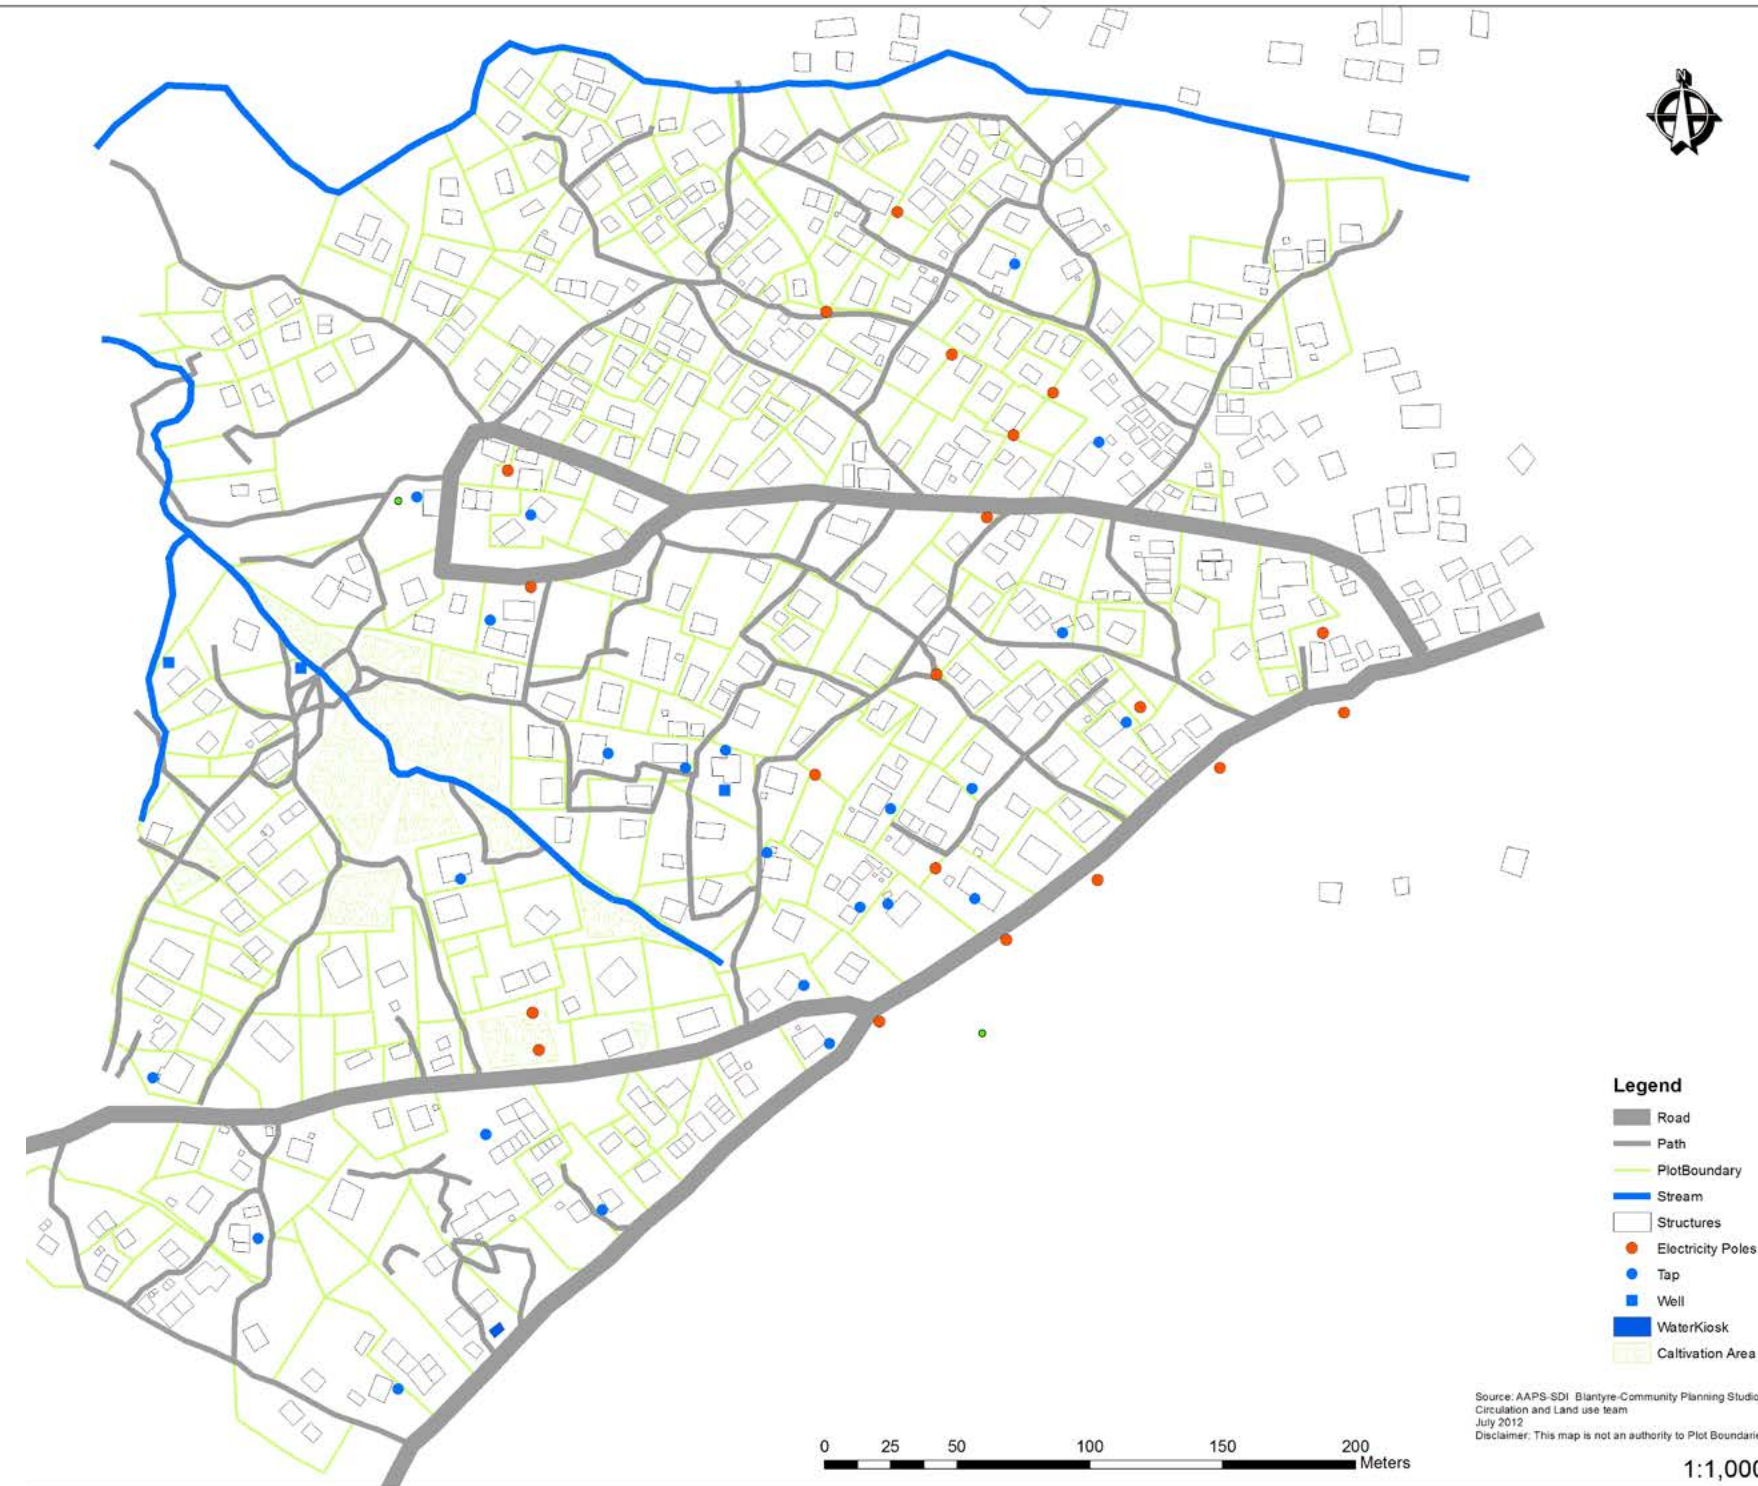 N
Legend
Road
Path
PlotBoundary
Stream
Structures
Electricity Poles
Tap
Well
WaterKiosk
Caltivation Area
Source: AAPS-SDI Blantyre-Community Planning Studio
Circulation and Land use team
July 2012
Disclaimer: This map is not an authority to Plot Boundarie
0 25 50 100 150 200
Meters
1:1,000